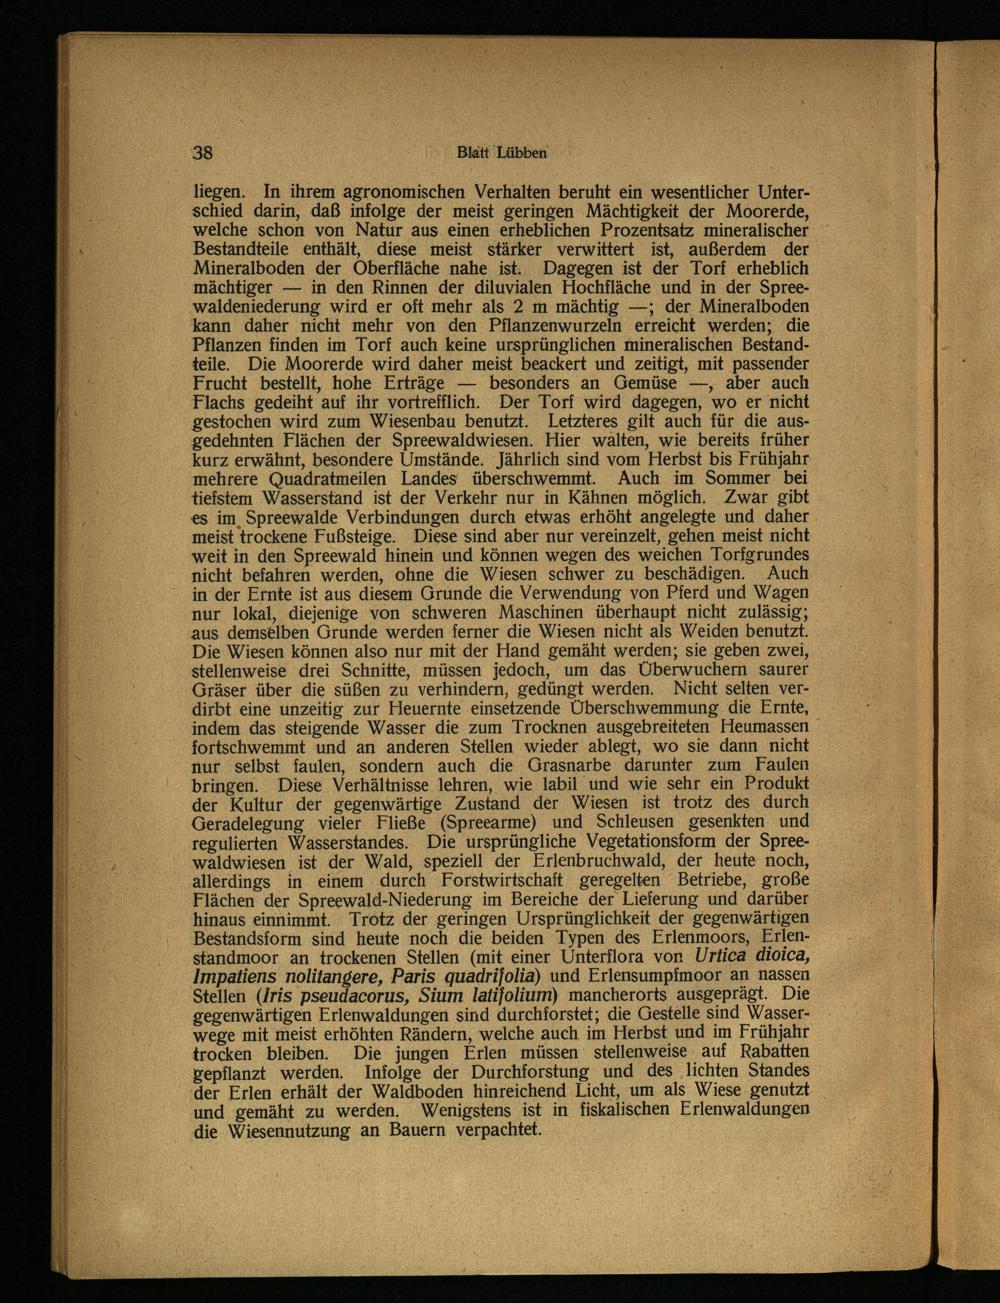 38
Blatt Lübben
liegen. In ihrem agronomischen Verhalten beruht ein wesentlicher Unter-
schied darin, daß infolge der meist geringen Mächtigkeit der Moorerde,
welche schon von Natur aus einen erheblichen Prozentsatz mineralischer
Bestandteile enthält, diese meist stärker verwittert ist, außerdem der
Mineralboden der Oberfläche nahe ist. Dagegen ist der Torf erheblich
mächtiger — in den Rinnen der diluvialen Hochfläche und in der Spree-
waldeniederung wird er oft mehr als 2 m mächtig —; der Mineralboden
kann daher nicht mehr von den Pflanzenwurzeln erreicht werden; die
Pflanzen finden im Torf auch keine ursprünglichen mineralischen Bestand-
teile. Die Moorerde wird daher meist beackert und zeitigt, mit passender
Frucht bestellt, hohe Erträge — besonders an Gemüse —, aber auch
Flachs gedeiht auf ihr vortrefflich. Der Torf wird dagegen, wo er nicht
gestochen wird zum Wiesenbau benutzt. Letzteres gilt auch für die aus-
gedehnten Flächen der Spreewaldwiesen. Hier walten, wie bereits früher
kurz erwähnt, besondere Umstände. Jährlich sind vom Herbst bis Frühjahr
mehrere Quadratmeilen Landes überschwemmt. Auch im Sommer bei
tiefstem Wasserstand ist der Verkehr nur in Kähnen möglich. Zwar gibt
es im Spreewalde Verbindungen durch etwas erhöht angelegte und daher
meist trockene Fußsteige. Diese sind aber nur vereinzelt, gehen meist nicht
weit in den Spreewald hinein und können wegen des weichen Torfgrundes
nicht befahren werden, ohne die Wiesen schwer zu beschädigen. Auch
in der Ernte ist aus diesem Grunde die Verwendung von Pferd und Wagen
nur lokal, diejenige von schweren Maschinen überhaupt nicht zulässig;
aus demselben Grunde werden ferner die Wiesen nicht als Weiden benutzt.
Die Wiesen können also nur mit der Hand gemäht werden; sie geben zwei,
stellenweise drei Schnitte, müssen jedoch, um das Überwuchern saurer
Gräser über die süßen zu verhindern, gedüngt werden. Nicht selten ver-
dirbt eine unzeitig zur Heuernte einsetzende Überschwemmung die Ernte,
indem das steigende Wasser die zum Trocknen ausgebreiteten Heumassen
fortschwemmt und an anderen Stellen wieder ablegt, wo sie dann nicht
nur selbst faulen, sondern auch die Grasnarbe darunter zum Faulen
bringen. Diese Verhältnisse lehren, wie labil und wie sehr ein Produkt
der Kultur der gegenwärtige Zustand der Wiesen ist trotz des durch
Geradelegung vieler Fließe (Spreearme) und Schleusen gesenkten und
regulierten Wasserstandes. Die ursprüngliche Vegetationsform der Spree-
waldwiesen ist der Wald, speziell der Erlenbruchwald, der heute noch,
allerdings in einem durch Forstwirtschaft geregelten Betriebe, große
Flächen der Spreewald-Niederung im Bereiche der Lieferung und darüber
hinaus einnimmt. Trotz der geringen Ursprünglichkeit der gegenwärtigen
Bestandsform sind heute noch die beiden Typen des Erlenmoors, Erlen-
standmoor an trockenen Stellen (mit einer Unterflora von Urtica dioica,
Impatiens nolitangere, Paris quadrifolia) und Erlensumpfmoor an nassen
Stellen (Iris pseudacorus, Sium latifolium) mancherorts ausgeprägt. Die
gegenwärtigen Erlenwaldungen sind durchforstet; die Gestelle sind Wasser-
wege mit meist erhöhten Rändern, welche auch im Herbst und im Frühjahr
trocken bleiben. Die jungen Erlen müssen stellenweise auf Rabatten
gepflanzt werden. Infolge der Durchforstung und des lichten Standes
der Erlen erhält der Waldboden hinreichend Licht, um als Wiese genutzt
und gemäht zu werden. Wenigstens ist in fiskalischen Erlenwaldungen
die Wiesennutzung an Bauern verpachtet.